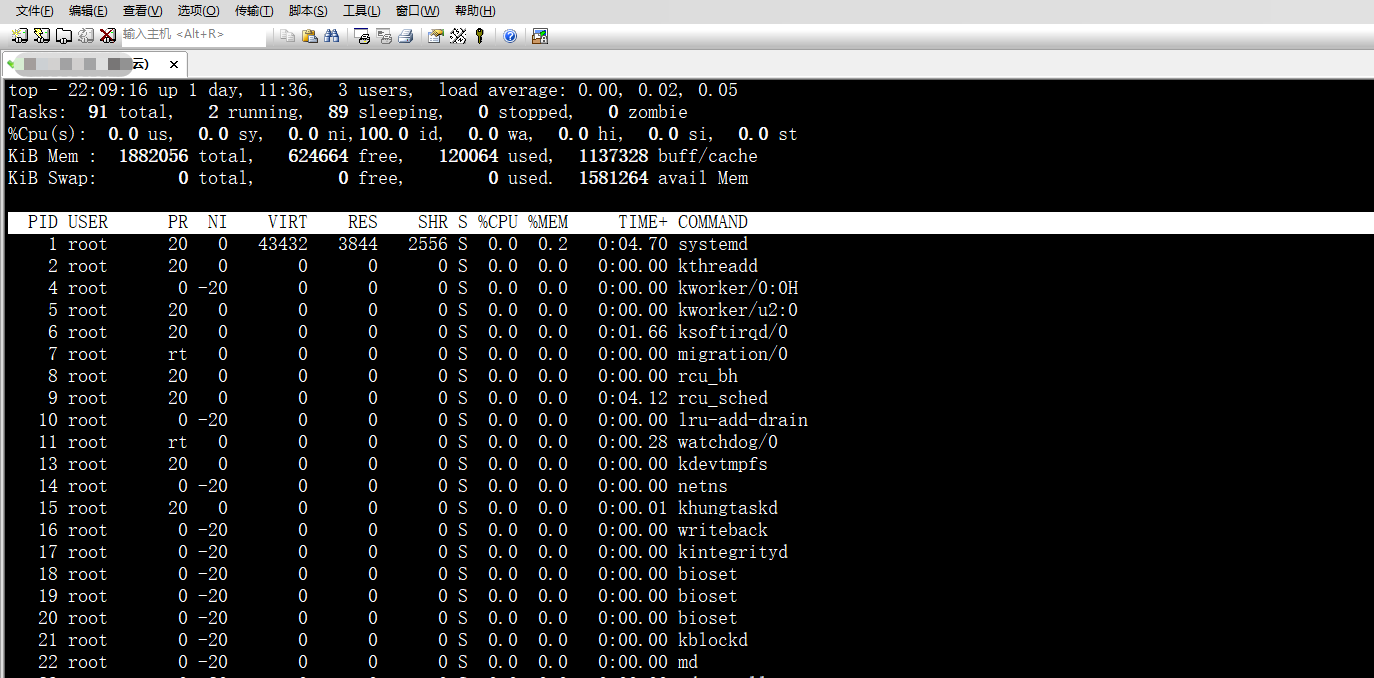 文件(F) 编辑(E) 查看(V) 选项(O) 传输(T) 脚本(S) 工具(L) 窗口(W) 帮助(H)
输入主机 <Alt+R>
云) ×
top - 22:09:16 up 1 day, 11:36,  3 users,  load average: 0.00, 0.02, 0.05
Tasks:  91 total,   2 running,  89 sleeping,   0 stopped,   0 zombie
%Cpu(s):  0.0 us,  0.0 sy,  0.0 ni,100.0 id,  0.0 wa,  0.0 hi,  0.0 si,  0.0 st
KiB Mem :  1882056 total,   624664 free,   120064 used,  1137328 buff/cache
KiB Swap:        0 total,        0 free,        0 used.  1581264 avail Mem
PID USER      PR  NI    VIRT    RES    SHR S %CPU %MEM     TIME+ COMMAND
1 root      20   0   43432   3844   2556 S  0.0  0.2   0:04.70 systemd
2 root      20   0       0      0      0 S  0.0  0.0   0:00.00 kthreadd
4 root       0 -20       0      0      0 S  0.0  0.0   0:00.00 kworker/0:0H
5 root      20   0       0      0      0 S  0.0  0.0   0:00.00 kworker/u2:0
6 root      20   0       0      0      0 S  0.0  0.0   0:01.66 ksoftirqd/0
7 root      rt   0       0      0      0 S  0.0  0.0   0:00.00 migration/0
8 root      20   0       0      0      0 S  0.0  0.0   0:00.00 rcu_bh
9 root      20   0       0      0      0 S  0.0  0.0   0:04.12 rcu_sched
10 root       0 -20       0      0      0 S  0.0  0.0   0:00.00 lru-add-drain
11 root      rt   0       0      0      0 S  0.0  0.0   0:00.28 watchdog/0
13 root      20   0       0      0      0 S  0.0  0.0   0:00.00 kdevtmpfs
14 root       0 -20       0      0      0 S  0.0  0.0   0:00.00 netns
15 root      20   0       0      0      0 S  0.0  0.0   0:00.01 khungtaskd
16 root       0 -20       0      0      0 S  0.0  0.0   0:00.00 writeback
17 root       0 -20       0      0      0 S  0.0  0.0   0:00.00 kintegrityd
18 root       0 -20       0      0      0 S  0.0  0.0   0:00.00 bioset
19 root       0 -20       0      0      0 S  0.0  0.0   0:00.00 bioset
20 root       0 -20       0      0      0 S  0.0  0.0   0:00.00 bioset
21 root       0 -20       0      0      0 S  0.0  0.0   0:00.00 kblockd
22 root       0 -20       0      0      0 S  0.0  0.0   0:00.00 md